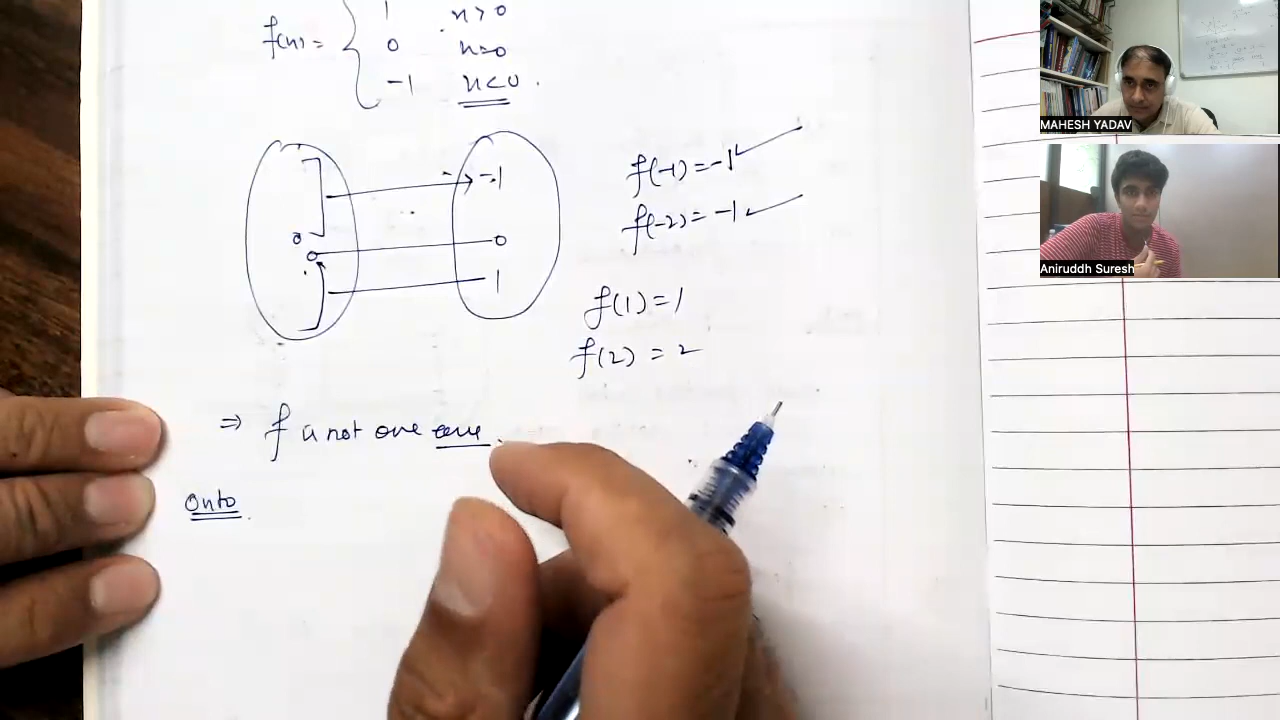 1 x > 0
f(x) = { 0 x=0
-1 x<0 .
-1
0 0
0 1
f(-1) = -1
f(-2) = -1
f(1) = 1
f(2) = 2
⇒ f is not one one.
Onto
MAHESH YADAV
Aniruddh Suresh